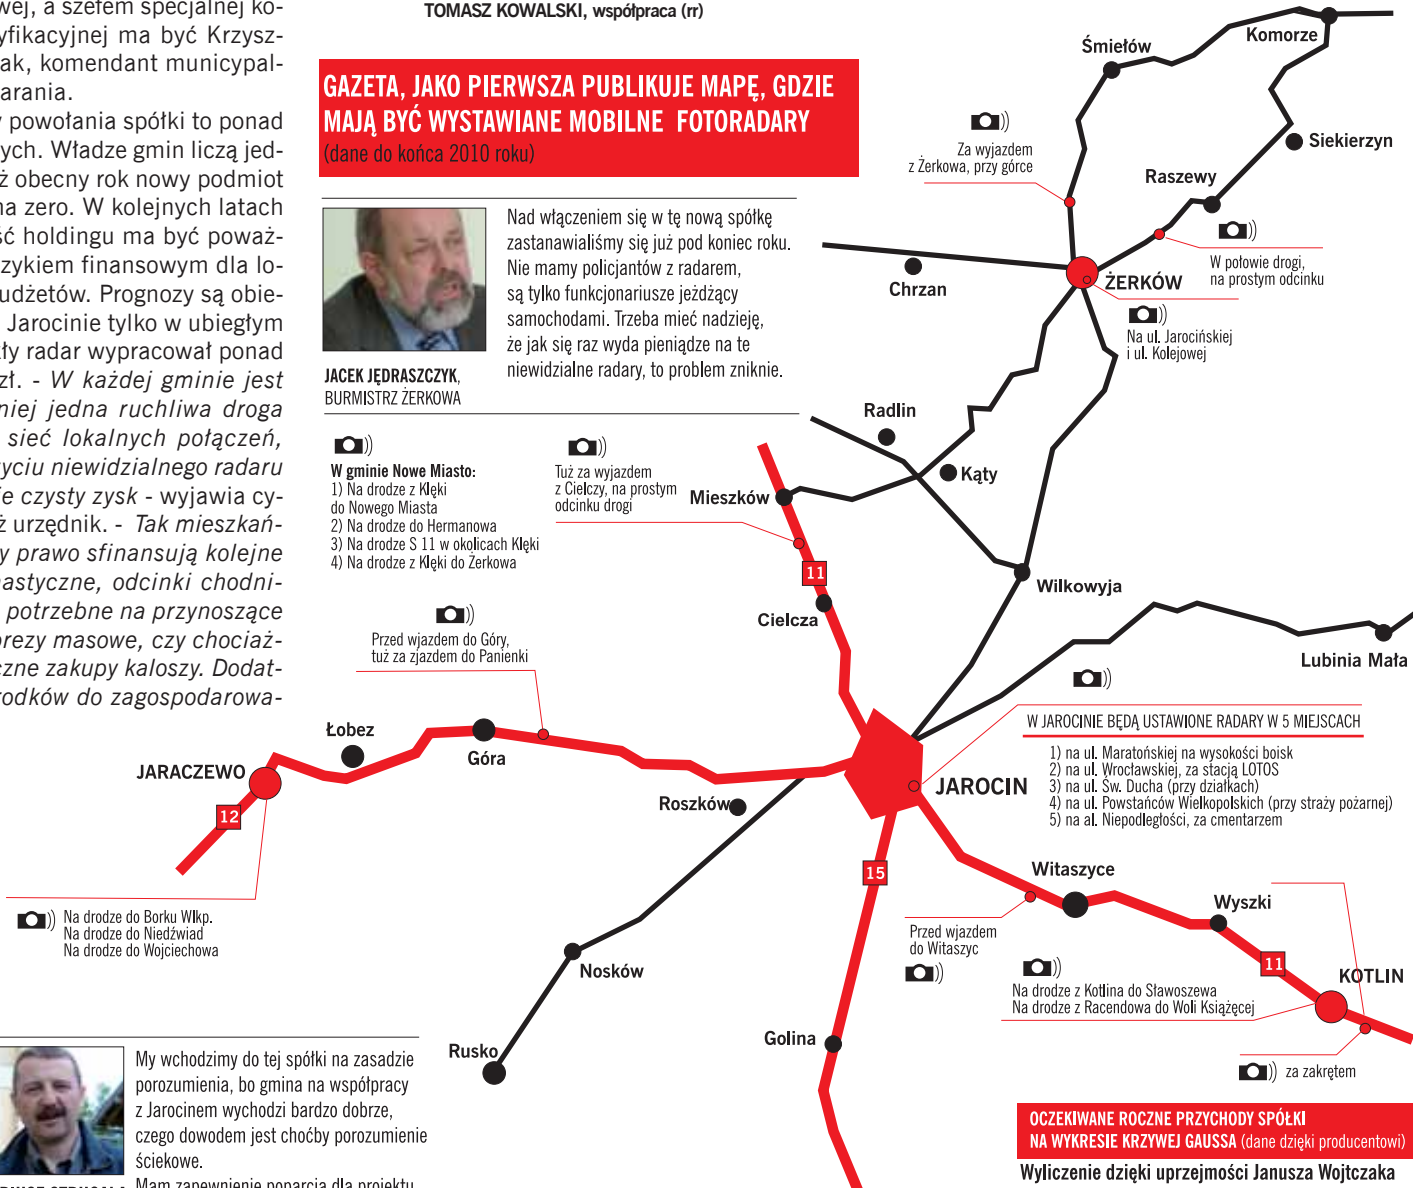 wej, a szefem specjalnej ko-
yfikacyjnej ma być Krzysz-
ak, komendant municypal-
arania.
powołania spółki to ponad
ych. Władze gmin liczą jed-
ż obecny rok nowy podmiot
na zero. W kolejnych latach
ść holdingu ma być poważ-
zykiem finansowym dla lo-
udżetów. Prognozy są obie-
Jarocinie tylko w ubiegłym
ły radar wypracował ponad
zł. - W każdej gminie jest
niej jedna ruchliwa droga
sieć lokalnych połączeń,
yciu niewidzialnego radaru
ie czysty zysk - wyjawia cy-
ż urzędnik. - Tak mieszkań-
y prawo sfinansują kolejne
nastyczne, odcinki chodni-
potrzebne na przynoszące
prezy masowe, czy chociaż-
czne zakupy kaloszy. Dodat-
rodków do zagospodarowa-
TOMASZ KOWALSKI, współpraca (rr)
GAZETA, JAKO PIERWSZA PUBLIKUJE MAPĘ, GDZIE
MAJĄ BYĆ WYSTAWIANE MOBILNE FOTORADARY
(dane do końca 2010 roku)
Nad włączeniem się w tę nową spółkę
zastanawialiśmy się już pod koniec roku.
Nie mamy policjantów z radarem,
są tylko funkcjonariusze jeżdżący
samochodami. Trzeba mieć nadzieję,
że jak się raz wyda pieniądze na te
niewidzialne radary, to problem zniknie.
JACEK JĘDRASZCZYK,
BURMISTRZ ŻERKOWA
W gminie Nowe Miasto:
1) Na drodze z Klęki
do Nowego Miasta
2) Na drodze do Hermanowa
3) Na drodze S 11 w okolicach Klęki
4) Na drodze z Klęki do Żerkowa
Tuż za wyjazdem
z Cielczy, na prostym
odcinku drogi
Przed wjazdem do Góry,
tuż za zjazdem do Panienki
Śmiełów
Komorze
Siekierzyn
Za wyjazdem
z Żerkowa, przy górce
Raszewy
W połowie drogi,
na prostym odcinku
Chrzan
ŻERKÓW
Na ul. Jarocińskiej
i ul. Kolejowej
Radlin
Kąty
Mieszków
11
Cielcza
Wilkowyja
Lubinia Mała
Łobez
Góra
JARACZEWO
12
Roszków
JAROCIN
W JAROCINIE BĘDĄ USTAWIONE RADARY W 5 MIEJSCACH
1) na ul. Maratońskiej na wysokości boisk
2) na ul. Wrocławskiej, za stacją LOTOS
3) na ul. Św. Ducha (przy działkach)
4) na ul. Powstańców Wielkopolskich (przy straży pożarnej)
5) na al. Niepodległości, za cmentarzem
15
Witaszyce
Wyszki
Na drodze do Borku Wlkp.
Na drodze do Niedźwiad
Na drodze do Wojciechowa
Przed wjazdem
do Witaszyc
11
KOTLIN
Na drodze z Kotlina do Sławoszewa
Na drodze z Racendowa do Woli Książęcej
Nosków
Golina
Rusko
za zakrętem
My wchodzimy do tej spółki na zasadzie
porozumienia, bo gmina na współpracy
z Jarocinem wychodzi bardzo dobrze,
czego dowodem jest choćby porozumienie
ściekowe.
Mam zapewnienie poparcia dla projektu
OCZEKIWANE ROCZNE PRZYCHODY SPÓŁKI
NA WYKRESIE KRZYWEJ GAUSSA (dane dzięki producentowi)
Wyliczenie dzięki uprzejmości Janusza Wojtczaka